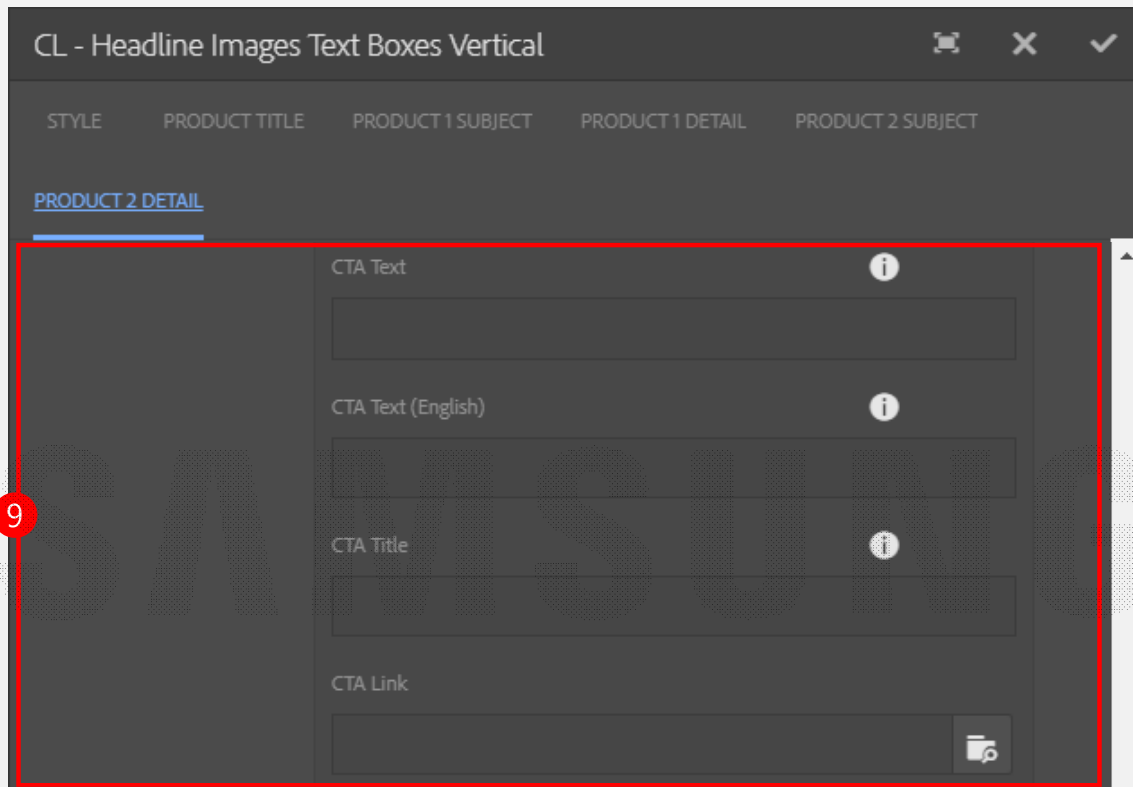 CL - Headline Images Text Boxes Vertical
STYLE PRODUCT TITLE PRODUCT 1 SUBJECT PRODUCT 1 DETAIL PRODUCT 2 SUBJECT
PRODUCT 2 DETAIL
CTA Text
CTA Text (English)
SAMSUNG
9
CTA Title
CTA Link